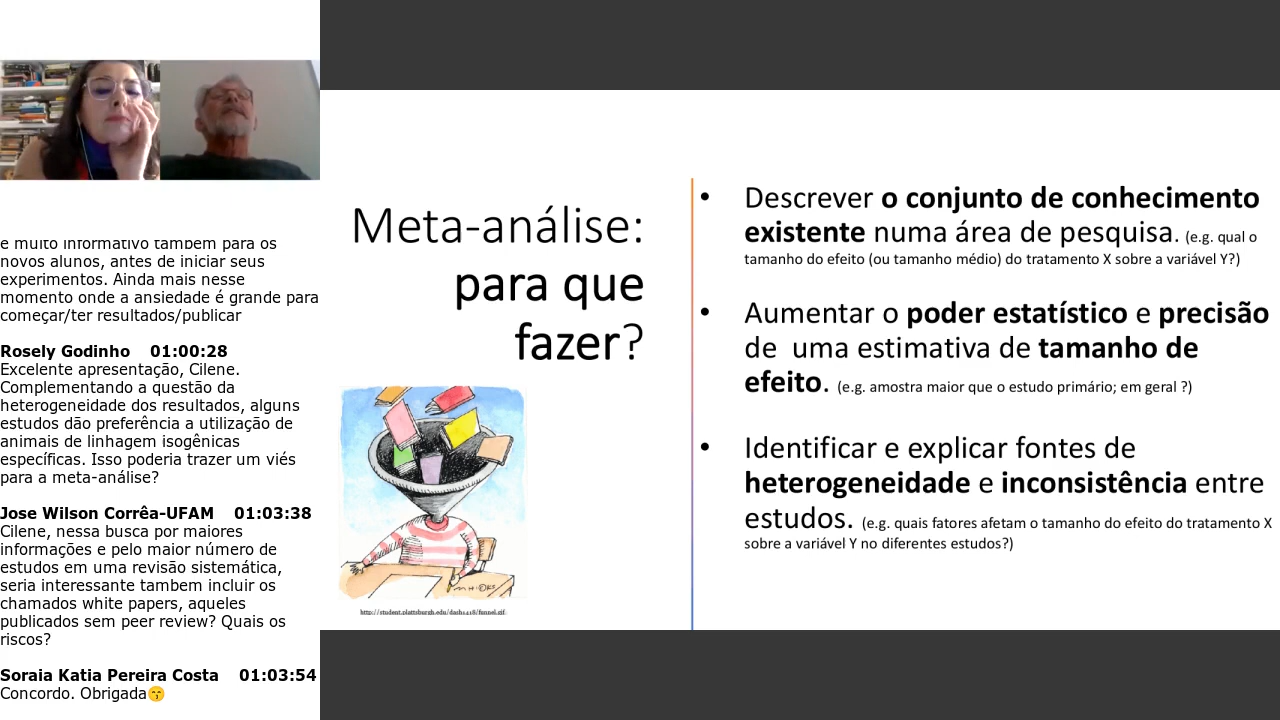 e muito informativo também para os
novos alunos, antes de iniciar seus
experimentos. Ainda mais nesse
momento onde a ansiedade é grande para
começar/ter resultados/publicar
Rosely Godinho 01:00:28
Excelente apresentação, Cilene.
Complementando a questão da
heterogeneidade dos resultados, alguns
estudos dão preferência a utilização de
animais de linhagem isogênicas
específicas. Isso poderia trazer um viés
para a meta-análise?
Jose Wilson Corrêa-UFAM 01:03:38
Cilene, nessa busca por maiores
informações e pelo maior número de
estudos em uma revisão sistemática,
seria interessante tambem incluir os
chamados white papers, aqueles
publicados sem peer review? Quais os
riscos?
Soraia Katia Pereira Costa 01:03:54
Concordo. Obrigada😙
Meta-análise:
para que
fazer?
http://student.plattsburgh.edu/dash1418/funnel.gif
• Descrever o conjunto de conhecimento
existente numa área de pesquisa. (e.g. qual o
tamanho do efeito (ou tamanho médio) do tratamento X sobre a variável Y?)
• Aumentar o poder estatístico e precisão
de uma estimativa de tamanho de
efeito. (e.g. amostra maior que o estudo primário; em geral ?)
• Identificar e explicar fontes de
heterogeneidade e inconsistência entre
estudos. (e.g. quais fatores afetam o tamanho do efeito do tratamento X
sobre a variável Y no diferentes estudos?)